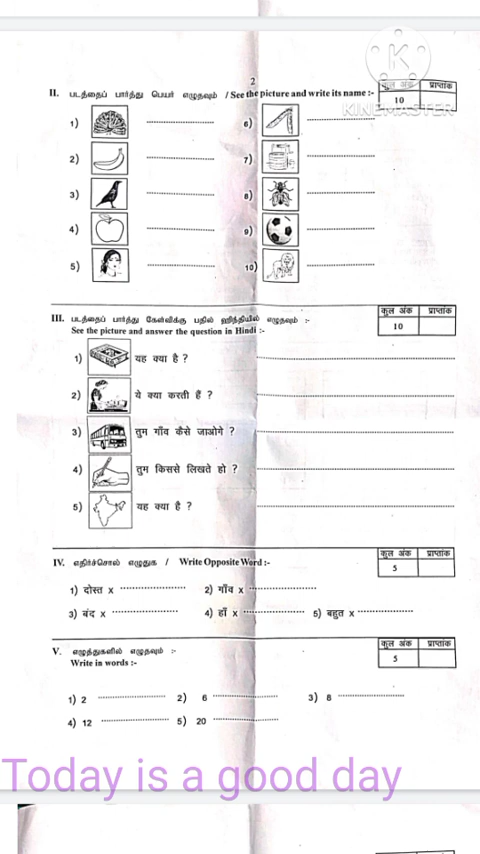 2
II. படத்தைப் பார்த்து பெயர் எழுதவும் / See the picture and write its name :-
कुल अंक प्राप्तांक
10
K
KINEMASTER
1) 6)
2) 7)
3) 8)
4) 9)
5) 10)
III. படத்தைப் பார்த்து கேள்விக்கு பதில் ஹிந்தியில் எழுதவும் :-
See the picture and answer the question in Hindi :-
कुल अंक प्राप्तांक
10
1) यह क्या है ?
2) ये क्या करती हैं ?
3) तुम गाँव कैसे जाओगे ?
4) तुम किससे लिखते हो ?
5) यह क्या है ?
IV. எதிர்ச்சொல் எழுதுக / Write Opposite Word :-
कुल अंक प्राप्तांक
5
1) दोस्त x 2) गाँव x
3) बंद x 4) हाँ x 5) बहुत x
V. எழுத்துகளில் எழுதவும் :-
Write in words :-
कुल अंक प्राप्तांक
5
1) 2 2) 6 3) 8
4) 12 5) 20
Today is a good day